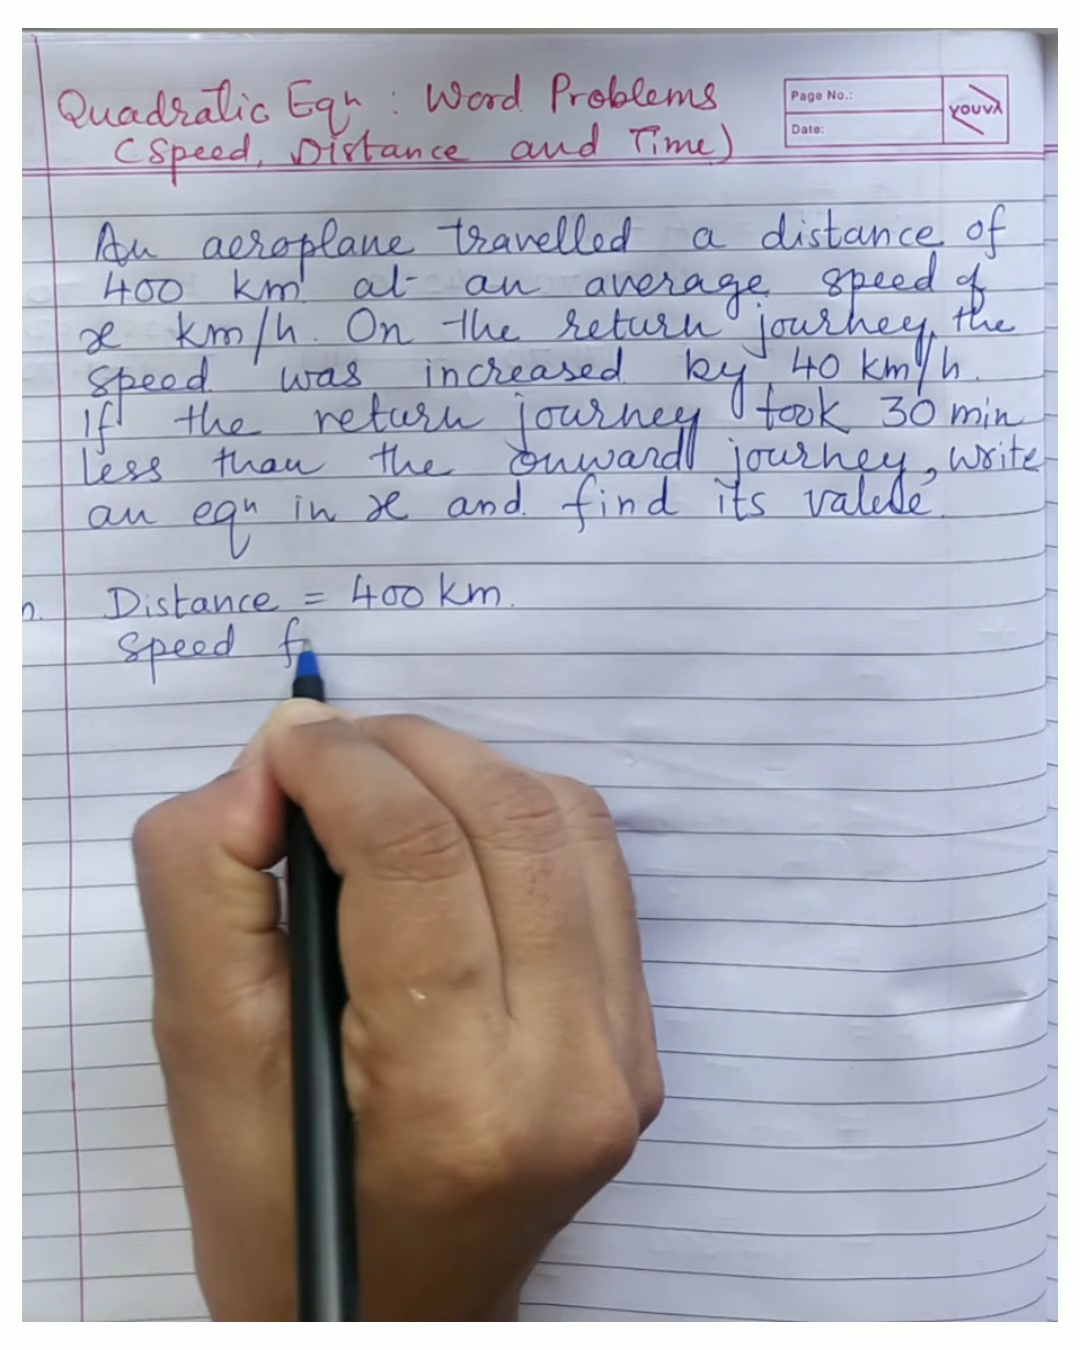 Quadratic Eqn : Word Problems
(Speed, Distance and Time)
Page No.:
Date:
YOUVA
An aeroplane travelled a distance of
400 km at an average speed of
x km/h. On the return journey, the
speed was increased by 40 km/h.
If the return journey took 30 min
less than the onward journey, write
an eqn in x and find its value.
n. Distance = 400 km.
Speed f